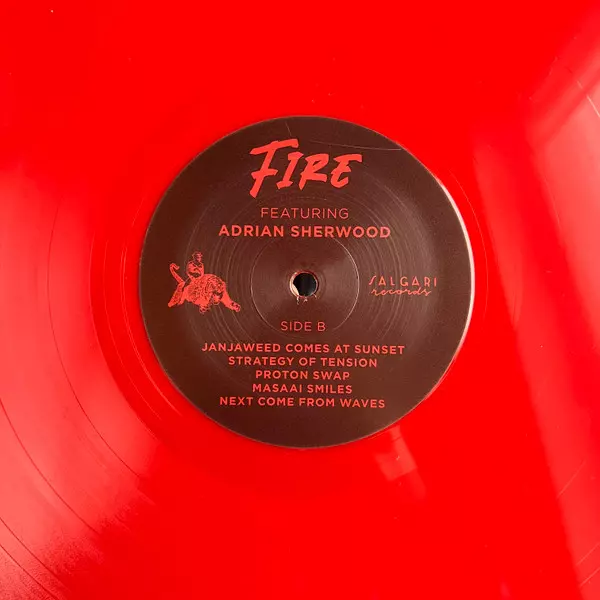 FIRE
FEATURING
ADRIAN SHERWOOD
SALGARI
records
SIDE B
JANJAWEED COMES AT SUNSET
STRATEGY OF TENSION
PROTON SWAP
MASAAI SMILES
NEXT COME FROM WAVES